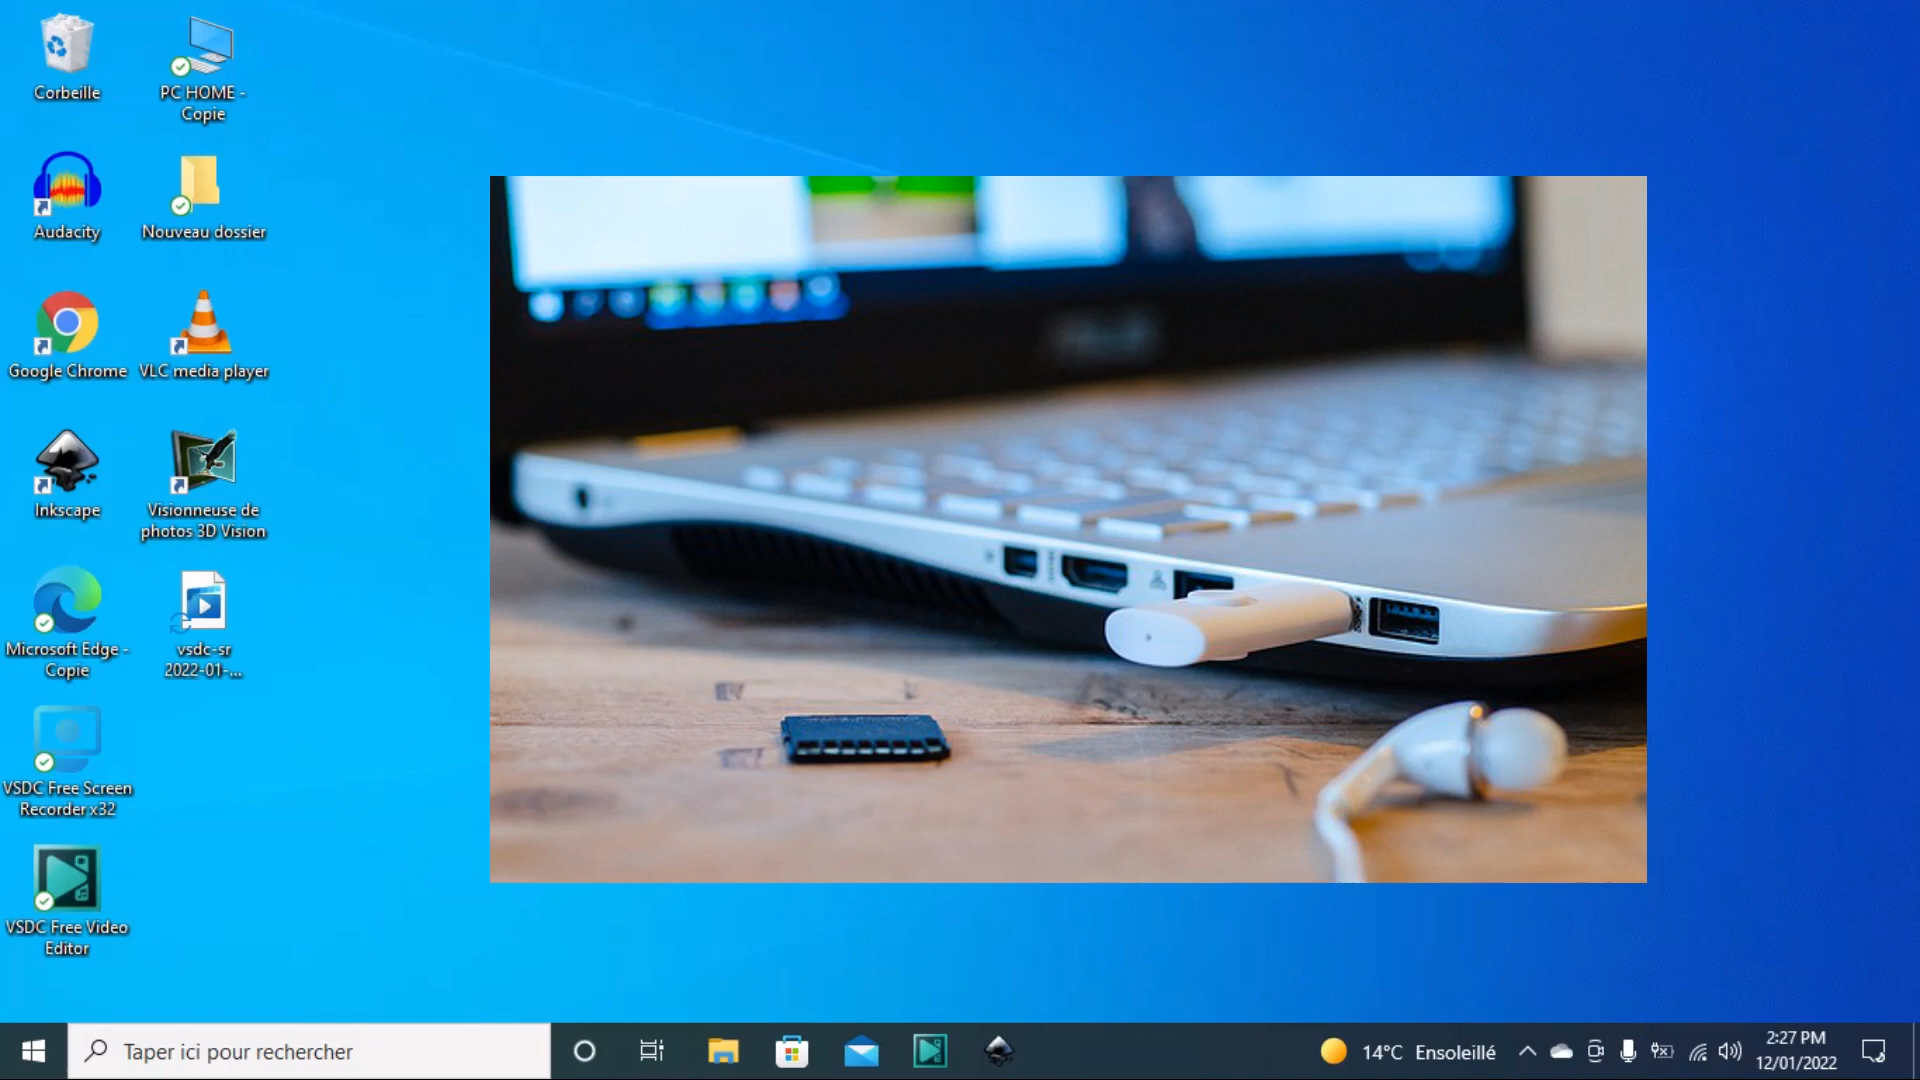 Corbeille
PC HOME -
Copie
Audacity
Nouveau dossier
Google Chrome
VLC media player
Inkscape
Visionneuse de
photos 3D Vision
Microsoft Edge -
Copie
vsdc-sr
2022-01-...
VSDC Free Screen
Recorder x32
VSDC Free Video
Editor
Taper ici pour rechercher
14°C Ensoleillé
2:27 PM
12/01/2022